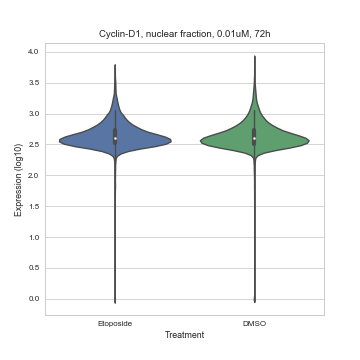 Cyclin-D1, nuclear fraction, 0.01uM, 72h
4.0
3.5
3.0
2.5
2.0
1.5
1.0
0.5
0.0
Expression (log10)
Etoposide
DMSO
Treatment